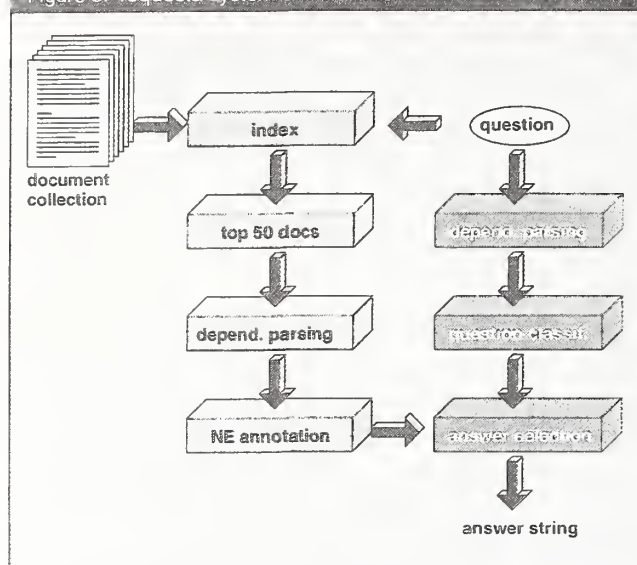 document
collection
index
question
top 50 docs
depend. parsing
depend. parsing
question classif.
NE annotation
answer selection
answer string